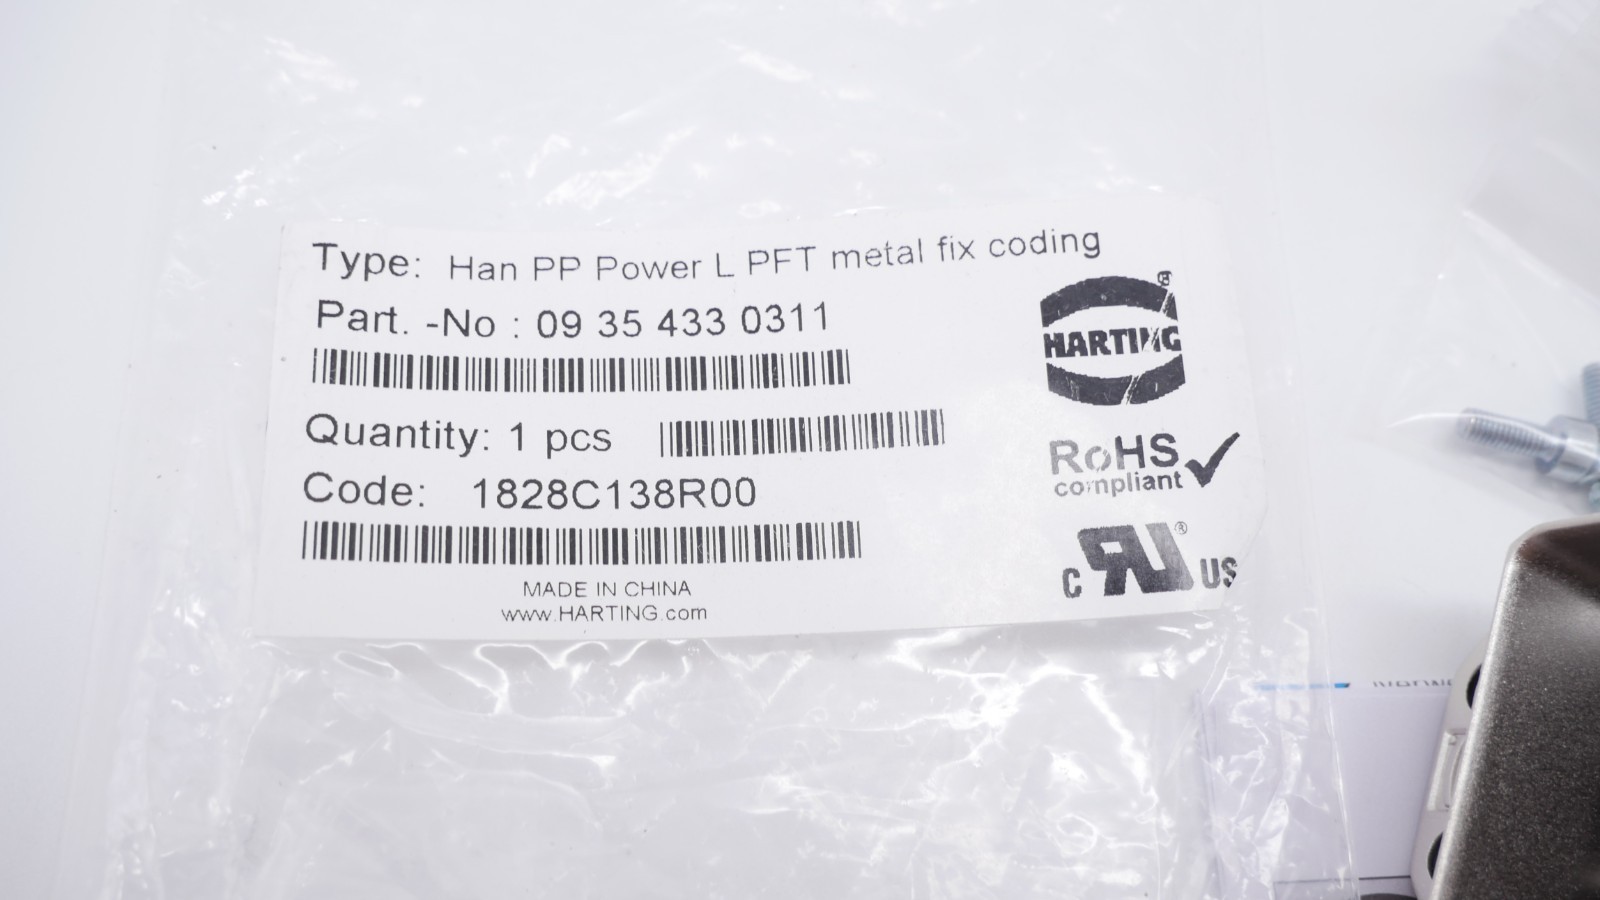 Type: Han PP Power L PFT metal fix coding
Part. -No : 09 35 433 0311
HARTING®
Quantity: 1 pcs
RoHS
compliant
Code: 1828C138R00
C RU® US
MADE IN CHINA
www.HARTING.com